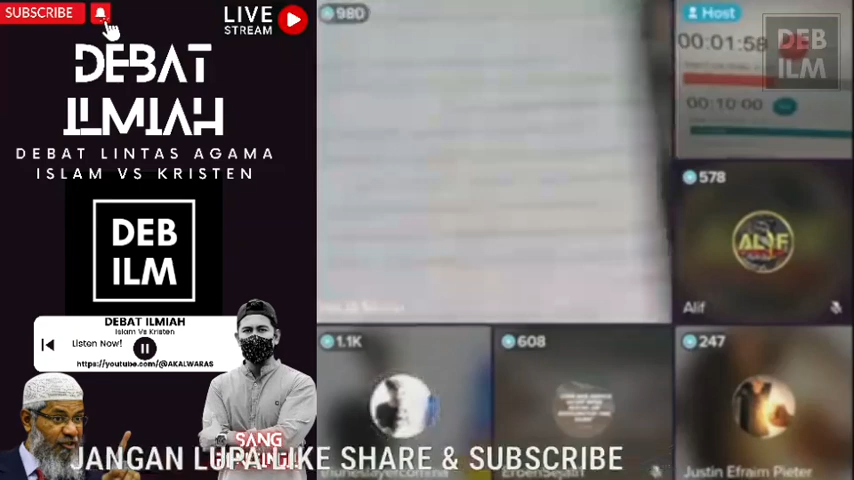 SUBSCRIBE
LIVE
STREAM
DEBAT
ILMIAH
DEBAT LINTAS AGAMA
ISLAM VS KRISTEN
DEB
ILM
DEBAT ILMIAH
Islam Vs Kristen
Listen Now!
https://youtube.com/@AKALWARAS
SANG
JANGAN LUPA LIKE SHARE & SUBSCRIBE
980
Host
00:01:58
DEB
ILM
00:10:00
578
ALIF
Alif
1.1K
608
247
Justin Efraim Pieter